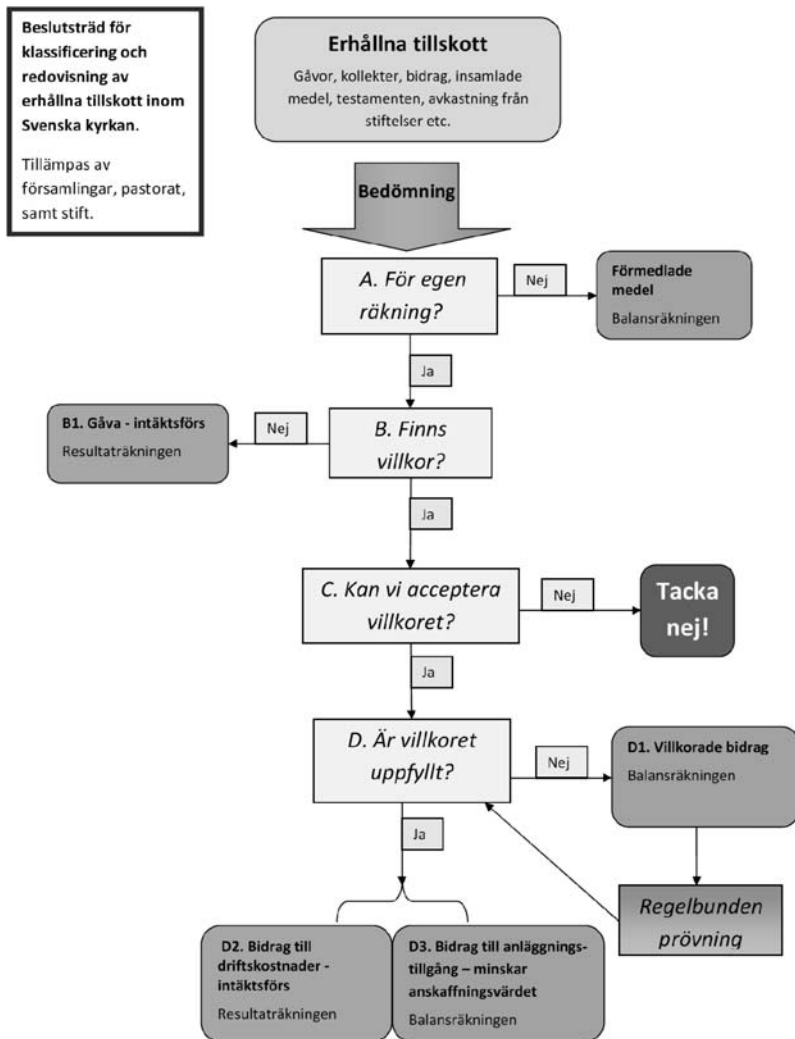 Beslutsträd för
klassificering och
redovisning av
erhållna tillskott inom
Svenska kyrkan.
Tillämpas av
församlingar, pastorat,
samt stift.
Erhållna tillskott
Gåvor, kollekter, bidrag, insamlade
medel, testamenten, avkastning från
stiftelser etc.
Bedömning
A. För egen
räkning?
Nej
Förmedlade
medel
Balansräkningen
Ja
B1. Gåva - intäktsförs
Resultaträkningen
Nej
B. Finns
villkor?
Ja
C. Kan vi acceptera
villkoret?
Nej
Tacka
nej!
Ja
D. Är villkoret
uppfyllt?
Nej
D1. Villkorade bidrag
Balansräkningen
Ja
Regelbunden
prövning
D2. Bidrag till
driftskostnader -
intäktsförs
Resultaträkningen
D3. Bidrag till anläggnings-
tillgång – minskar
anskaffningsvärdet
Balansräkningen